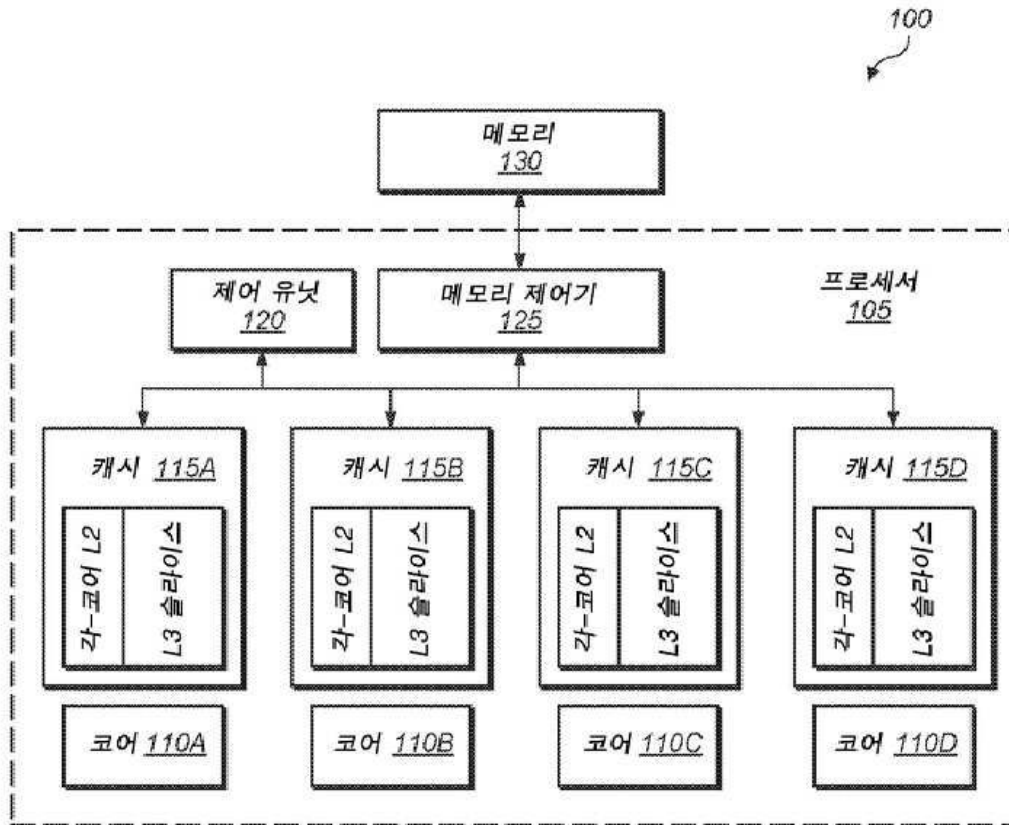 100
메모리
130
제어 유닛
120
메모리 제어기
125
프로세서
105
캐시 115A
각-코어 L2
L3 슬라이스
캐시 115B
각-코어 L2
L3 슬라이스
캐시 115C
각-코어 L2
L3 슬라이스
캐시 115D
각-코어 L2
L3 슬라이스
코어 110A
코어 110B
코어 110C
코어 110D